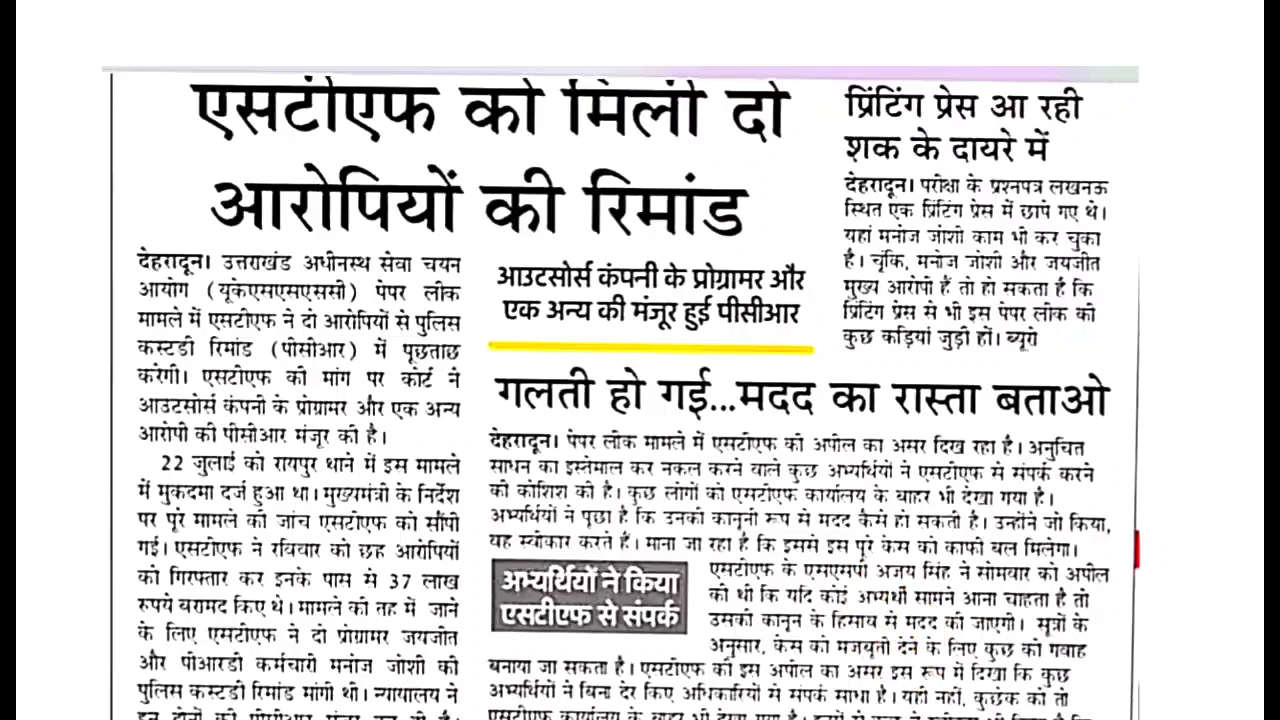 एसटीएफ को मिली दो
आरोपियों की रिमांड
देहरादून। उत्तराखंड अधीनस्थ सेवा चयन
आयोग (यूकेएसएसएससी) पेपर लीक
मामले में एसटीएफ ने दो आरोपियों से पुलिस
कस्टडी रिमांड (पीसीआर) में पूछताछ
करेगी। एसटीएफ की मांग पर कोर्ट ने
आउटसोर्स कंपनी के प्रोग्रामर और एक अन्य
आरोपी की पीसीआर मंजूर की है।
22 जुलाई को रायपुर थाने में इस मामले
में मुकदमा दर्ज हुआ था। मुख्यमंत्री के निर्देश
पर पूरे मामले की जांच एसटीएफ को सौंपी
गई। एसटीएफ ने रविवार को छह आरोपियों
को गिरफ्तार कर इनके पास से 37 लाख
रुपये बरामद किए थे। मामले की तह में जाने
के लिए एसटीएफ ने दो प्रोग्रामर जयजीत
और पीआरडी कर्मचारी मनोज जोशी की
पुलिस कस्टडी रिमांड मांगी थी। न्यायालय ने
आउटसोर्स कंपनी के प्रोग्रामर और
एक अन्य की मंजूर हुई पीसीआर
प्रिंटिंग प्रेस आ रही
शक के दायरे में
देहरादून। परीक्षा के प्रश्नपत्र लखनऊ
स्थित एक प्रिंटिंग प्रेस में छापे गए थे।
यहां मनोज जोशी काम भी कर चुका
है। चूंकि, मनोज जोशी और जयजीत
मुख्य आरोपी हैं तो हो सकता है कि
प्रिंटिंग प्रेस से भी इस पेपर लीक की
कुछ कड़ियां जुड़ी हों। ब्यूरो
गलती हो गई...मदद का रास्ता बताओ
देहरादून। पेपर लीक मामले में एसटीएफ की अपील का असर दिख रहा है। अनुचित
साधन का इस्तेमाल कर नकल करने वाले कुछ अभ्यर्थियों ने एसटीएफ से संपर्क करने
की कोशिश की है। कुछ लोगों को एसटीएफ कार्यालय के बाहर भी देखा गया है।
अभ्यर्थियों ने पूछा है कि उनकी कानूनी रूप से मदद कैसे हो सकती है। उन्होंने जो किया,
वह स्वीकार करते हैं। माना जा रहा है कि इससे इस पूरे केस को काफी बल मिलेगा।
अभ्यर्थियों ने किया
एसटीएफ से संपर्क
एसटीएफ के एसएसपी अजय सिंह ने सोमवार को अपील
की थी कि यदि कोई अभ्यर्थी सामने आना चाहता है तो
उसकी कानून के हिसाब से मदद की जाएगी। सूत्रों के
अनुसार, केस को मजबूती देने के लिए कुछ को गवाह
बनाया जा सकता है। एसटीएफ की इस अपील का असर इस रूप में दिखा कि कुछ
अभ्यर्थियों ने बिना देर किए अधिकारियों से संपर्क साधा है। यही नहीं, कुछेक को तो
एसटीएफ कार्यालय के बाहर भी देखा गया है।